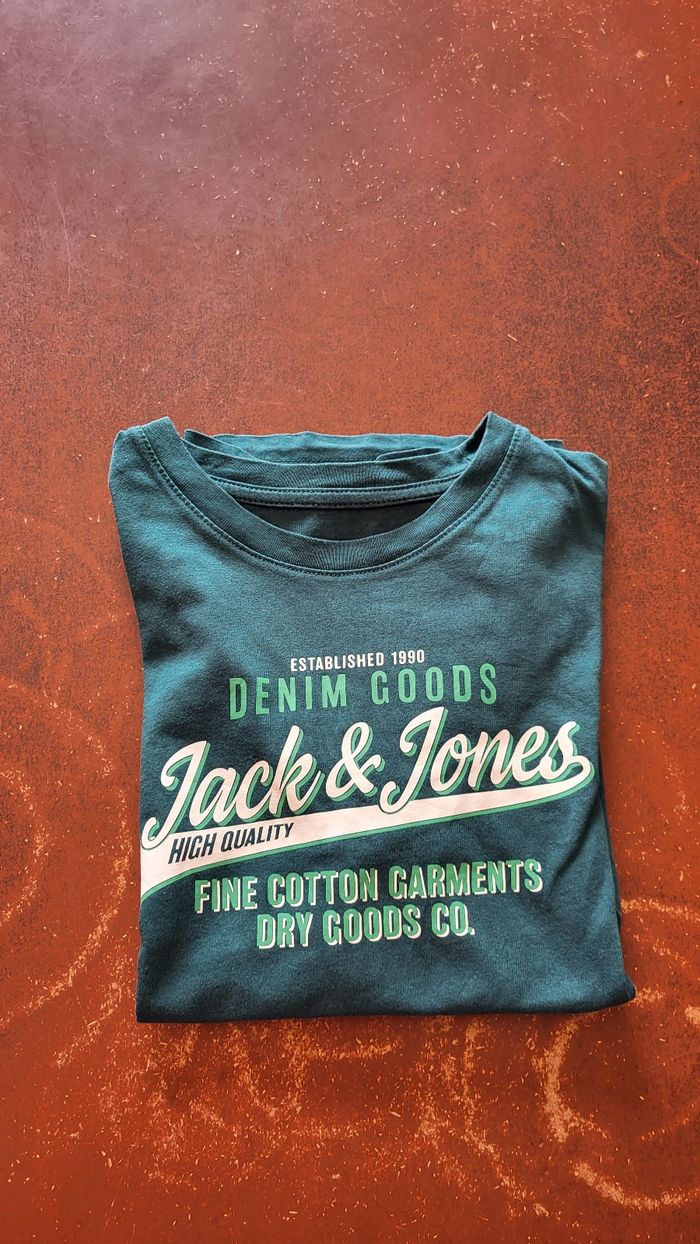 ESTABLISHED 1990
DENIM GOODS
Jack & Jones
HIGH QUALITY
FINE COTTON GARMENTS
DRY GOODS CO.